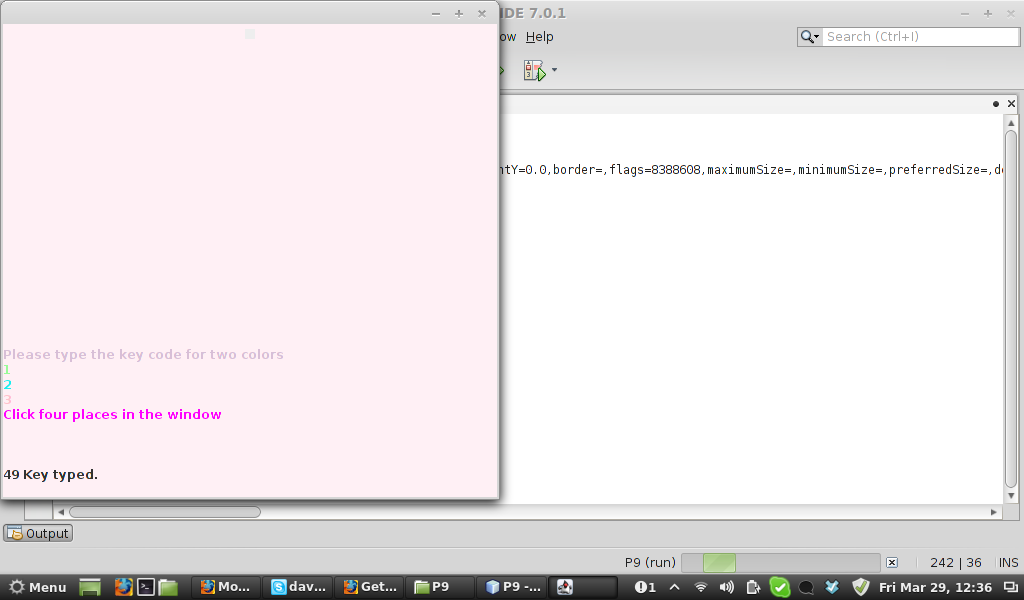 IDE 7.0.1
ow Help
Search (Ctrl+I)
ntY=0.0,border=,flags=8388608,maximumSize=,minimumSize=,preferredSize=,de
Please type the key code for two colors
1
2
3
Click four places in the window
49 Key typed.
Output
P9 (run)
242 | 36
INS
Menu
Mo...
dav...
Get...
P9
P9 -...
1
Fri Mar 29, 12:36